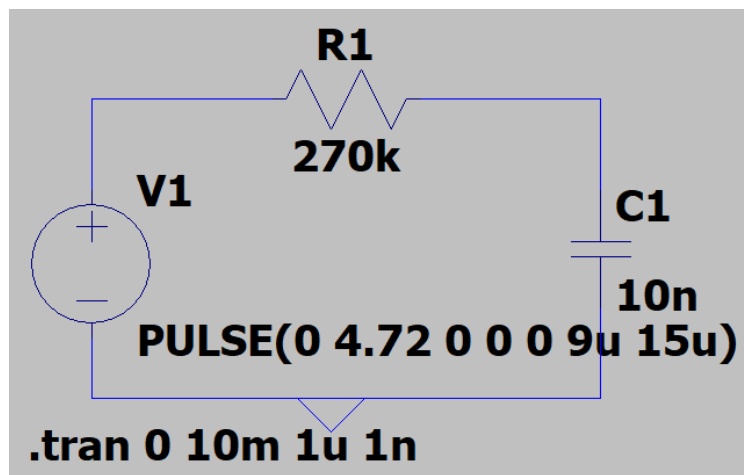 R1
270k
V1
C1
10n
PULSE(0 4.72 0 0 0 9u 15u)
.tran 0 10m 1u 1n